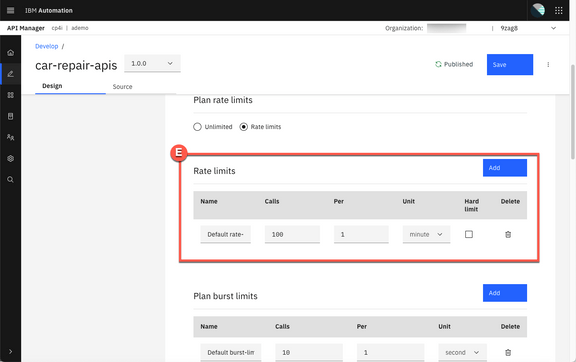 IBM Automation
API Manager cp4i / ademo Organization: 9zag8
Develop /
car-repair-apis 1.0.0 Published Save
Design Source
Plan rate limits
Unlimited Rate limits
E
Rate limits Add
Name Calls Per Unit Hard limit Delete
Default rate- 100 1 minute
Plan burst limits Add
Name Calls Per Unit Delete
Default burst-lim 10 1 second